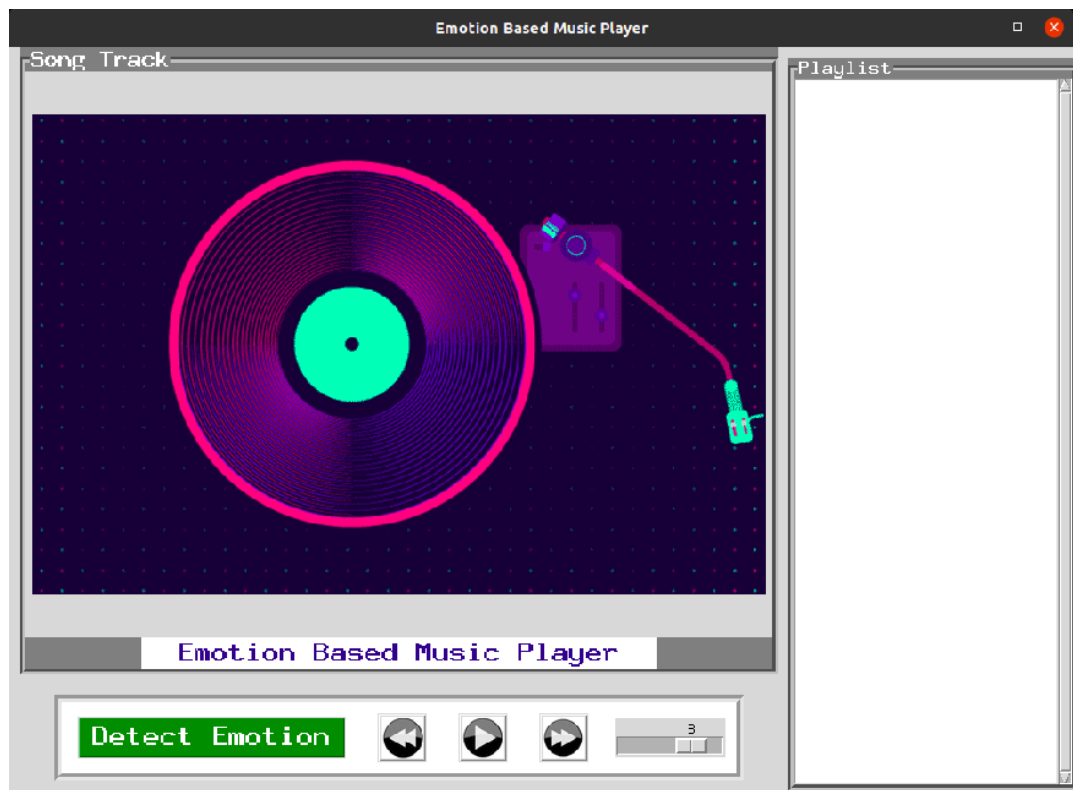 Emotion Based Music Player
Song Track
Playlist
Emotion Based Music Player
Detect Emotion
3